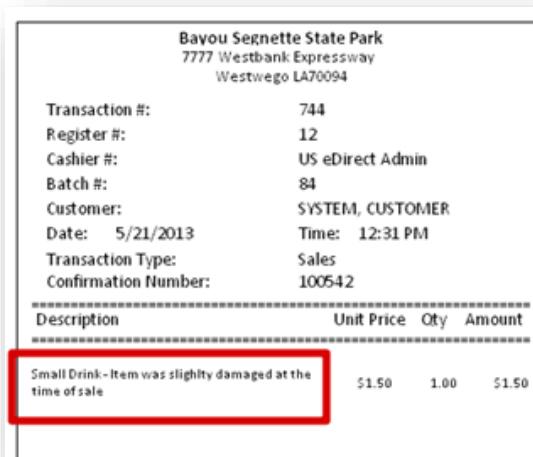 Bayou Segnette State Park
7777 Westbank Expressway
Westwego LA70094
Transaction #: 744
Register #: 12
Cashier #: US eDirect Admin
Batch #: 84
Customer: SYSTEM, CUSTOMER
Date: 5/21/2013 Time: 12:31 PM
Transaction Type: Sales
Confirmation Number: 100542
Description Unit Price Qty Amount
Small Drink - Item was slighlty damaged at the $1.50 1.00 $1.50
time of sale